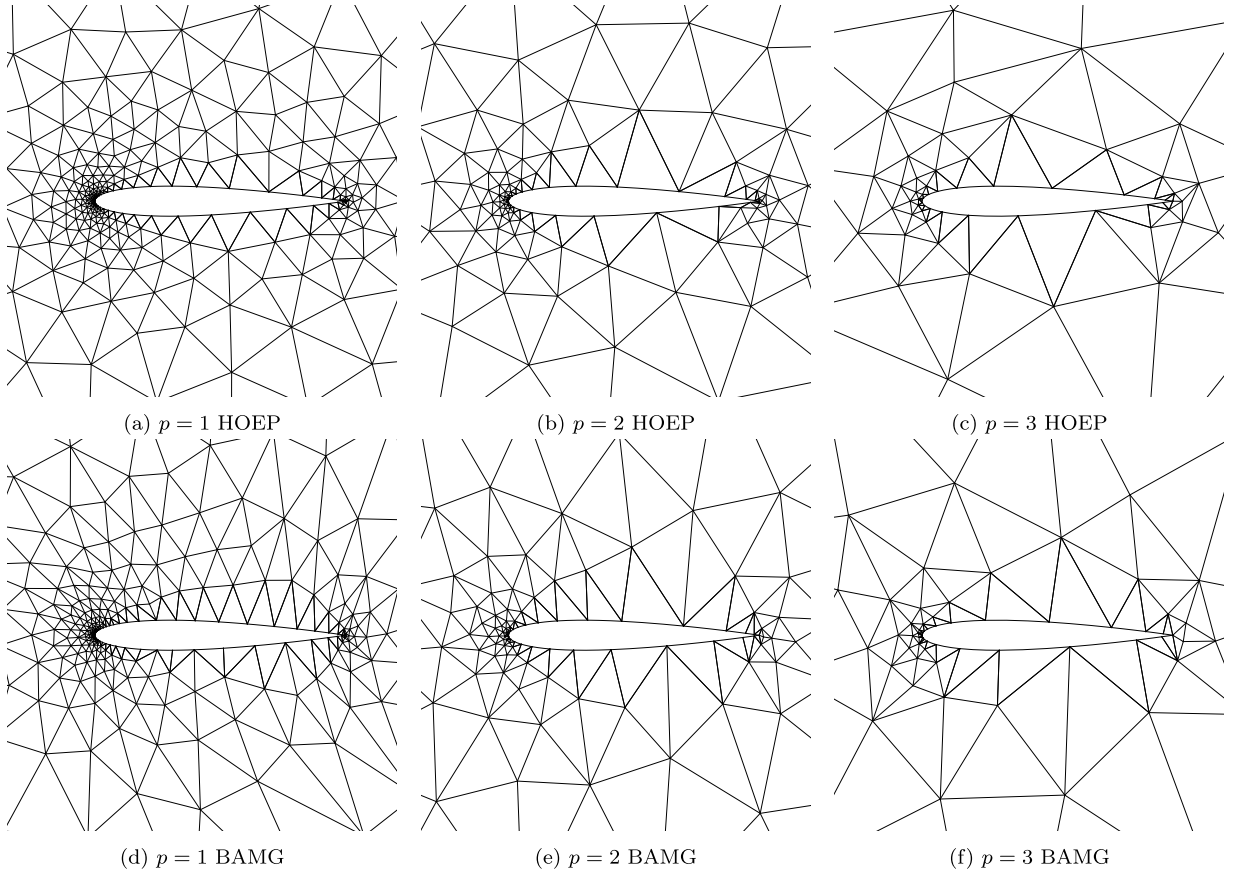 (a) p = 1 HOEP
(b) p = 2 HOEP
(c) p = 3 HOEP
(d) p = 1 BAMG
(e) p = 2 BAMG
(f) p = 3 BAMG